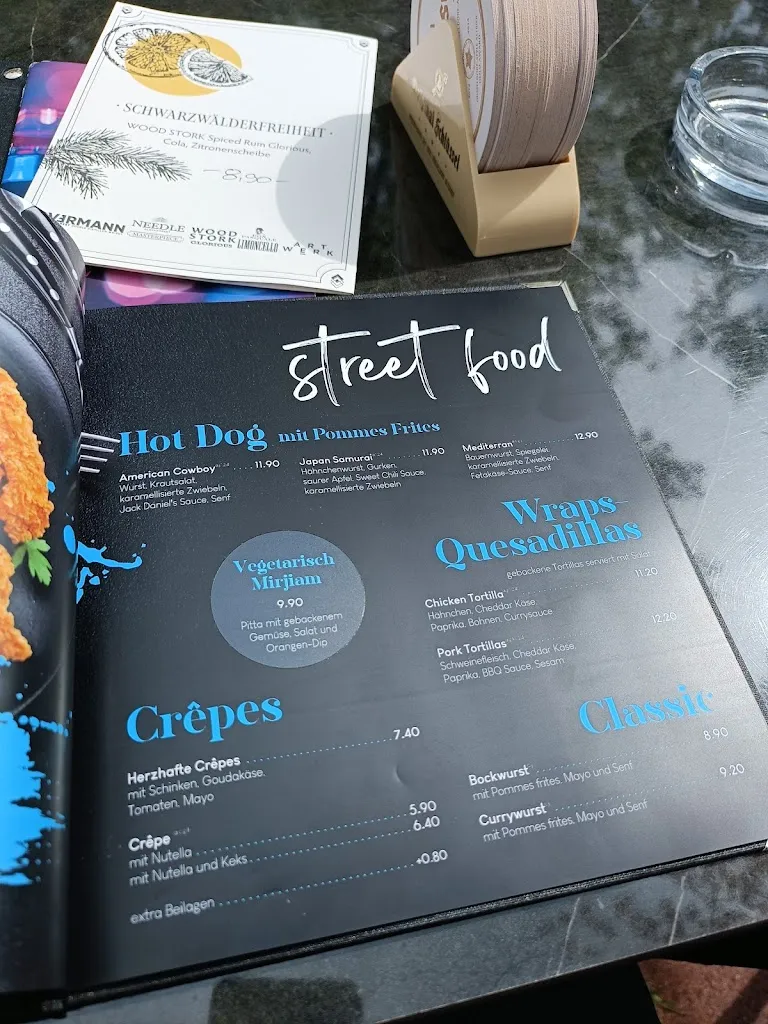 · SCHWARZWÄLDERFREIHEIT ·
WOOD STORK Spiced Rum Glorious,
Cola, Zitronenscheibe
- 8,90 -
NEEDLE
MASTERPIECE
WOOD
STORK
GLORIOUS
LIMONCELLO
ART
WERK
street food
Hot Dog mit Pommes Frites
American Cowboy 11.90
Wurst, Krautsalat,
karamellisierte Zwiebeln,
Jack Daniel's Sauce, Senf
Japan Samurai 11.90
Hähnchenwurst, Gurken,
saurer Apfel, Sweet Chili Sauce,
karamellisierte Zwiebeln
Mediterran 12.90
Bauernwurst, Spiegelei,
karamellisierte Zwiebeln,
Fetakäse-Sauce, Senf
Vegetarisch
Mirjiam
9.90
Pitta mit gebackenem
Gemüse, Salat und
Orangen-Dip
Wraps
Quesadillas
gebackene Tortillas serviert mit Salat
Chicken Tortilla 11.20
Hähnchen, Cheddar Käse,
Paprika, Bohnen, Currysauce
Pork Tortillas 12.20
Schweinefleisch, Cheddar Käse,
Paprika, BBQ Sauce, Sesam
Crêpes
Herzhafte Crêpes 7.40
mit Schinken, Goudakäse,
Tomaten, Mayo
Crêpe
mit Nutella 5.90
mit Nutella und Keks 6.40
extra Beilagen +0.80
Classic
Bockwurst 8.90
mit Pommes frites, Mayo und Senf
Currywurst 9.20
mit Pommes frites, Mayo und Senf